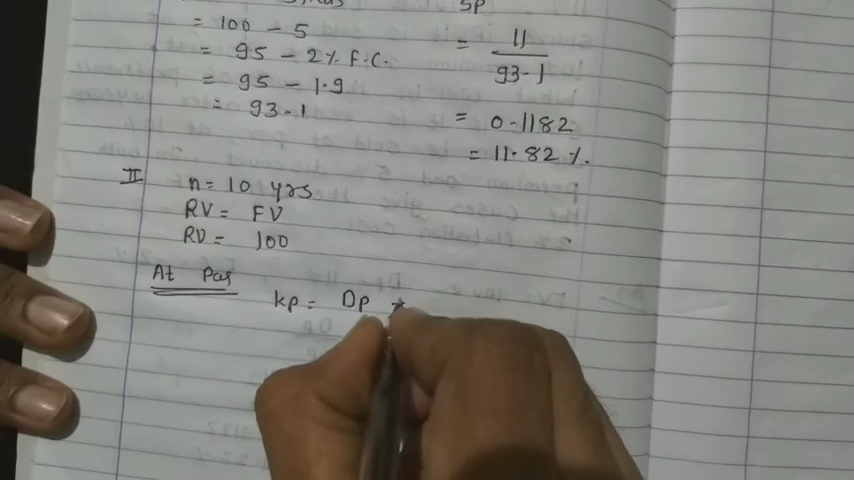 SP
= 100 - 5
= 95 - 2% F.C.
= 95 - 1.9
= 93.1
= 11
93.1
= 0.1182
= 11.82 %.
II n = 10 yrs
RV = FV
RV = 100
At Par
kp = Dp +